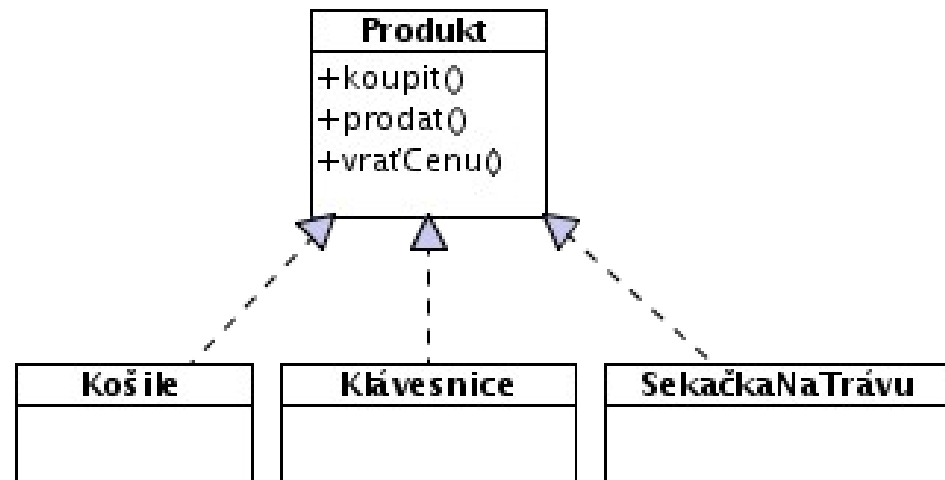 Produkt
+koupit()
+prodat()
+vraťCenu()
Košile
Klávesnice
SekačkaNaTrávu